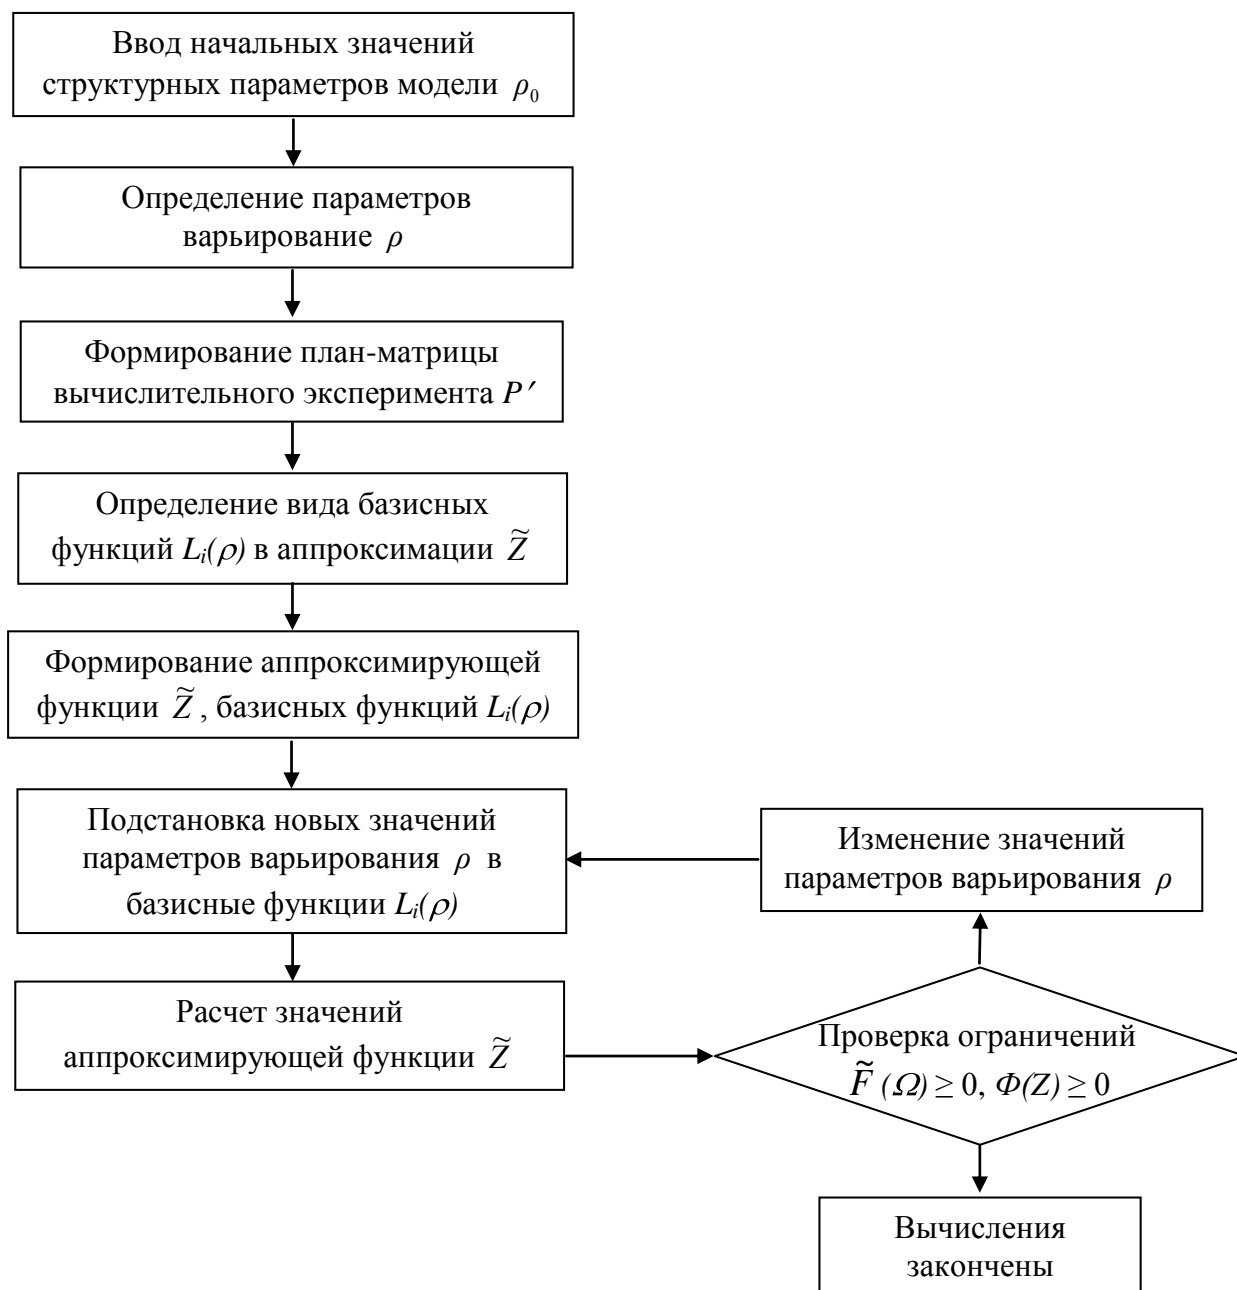 Ввод начальных значений
структурных параметров модели ρ₀
Определение параметров
варьирование ρ
Формирование план-матрицы
вычислительного эксперимента P′
Определение вида базисных
функций Lᵢ(ρ) в аппроксимации Z̃
Формирование аппроксимирующей
функции Z̃ , базисных функций Lᵢ(ρ)
Подстановка новых значений
параметров варьирования ρ в
базисные функции Lᵢ(ρ)
Расчет значений
аппроксимирующей функции Z̃
Изменение значений
параметров варьирования ρ
Проверка ограничений
F̃ (Ω) ≥ 0, Φ(Z) ≥ 0
Вычисления
закончены